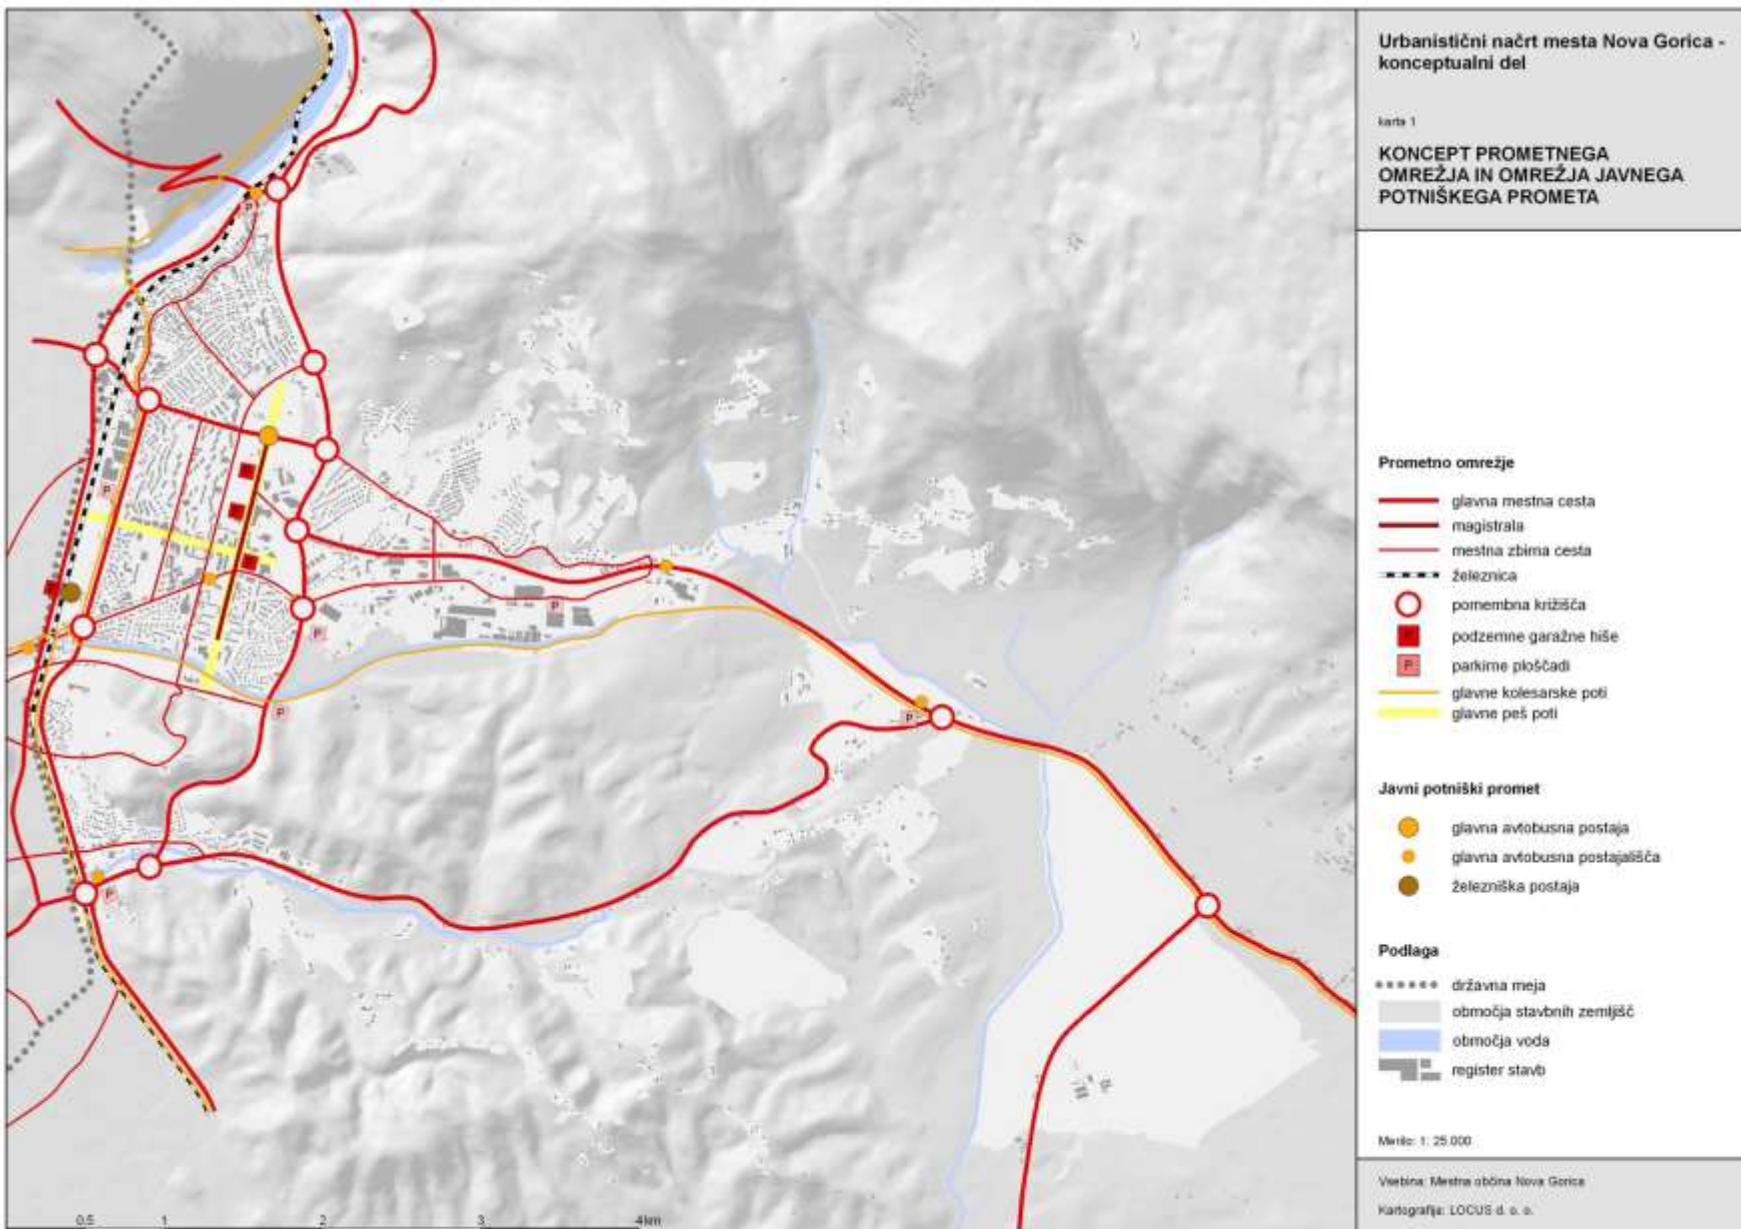 Urbanistični načrt mesta Nova Gorica -
konceptualni del
karta 1
KONCEPT PROMETNEGA
OMREŽJA IN OMREŽJA JAVNEGA
POTNIŠKEGA PROMETA
Prometno omrežje
glavna mestna cesta
magistrala
mestna zbirna cesta
železnica
pomembna križišča
P podzemne garažne hiše
P parkirne ploščadi
glavne kolesarske poti
glavne peš poti
Javni potniški promet
glavna avtobusna postaja
glavna avtobusna postajališča
železniška postaja
Podlaga
državna meja
območja stavbnih zemljišč
območja voda
register stavb
Merilo: 1: 25.000
Vsebina: Mestna občina Nova Gorica
Kartografija: LOCUS d. o. o.
P
P
P
P
P
P
P
P
P
P
P
0.5 1 2 3 4km